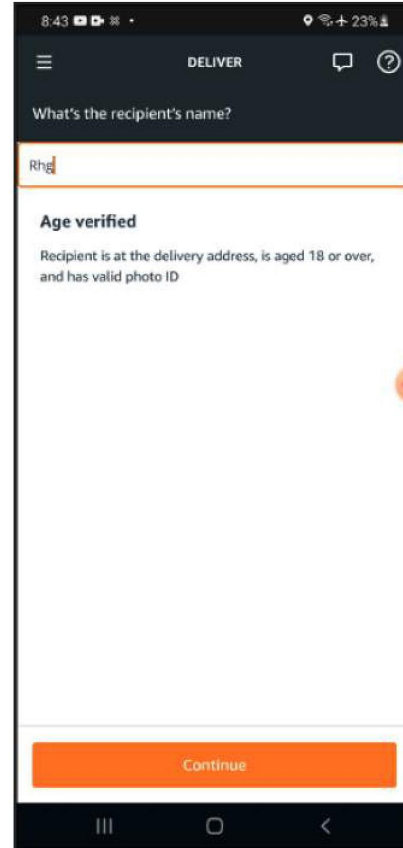 8:43
23%
DELIVER
What's the recipient's name?
Rhg
Age verified
Recipient is at the delivery address, is aged 18 or over,
and has valid photo ID
Continue